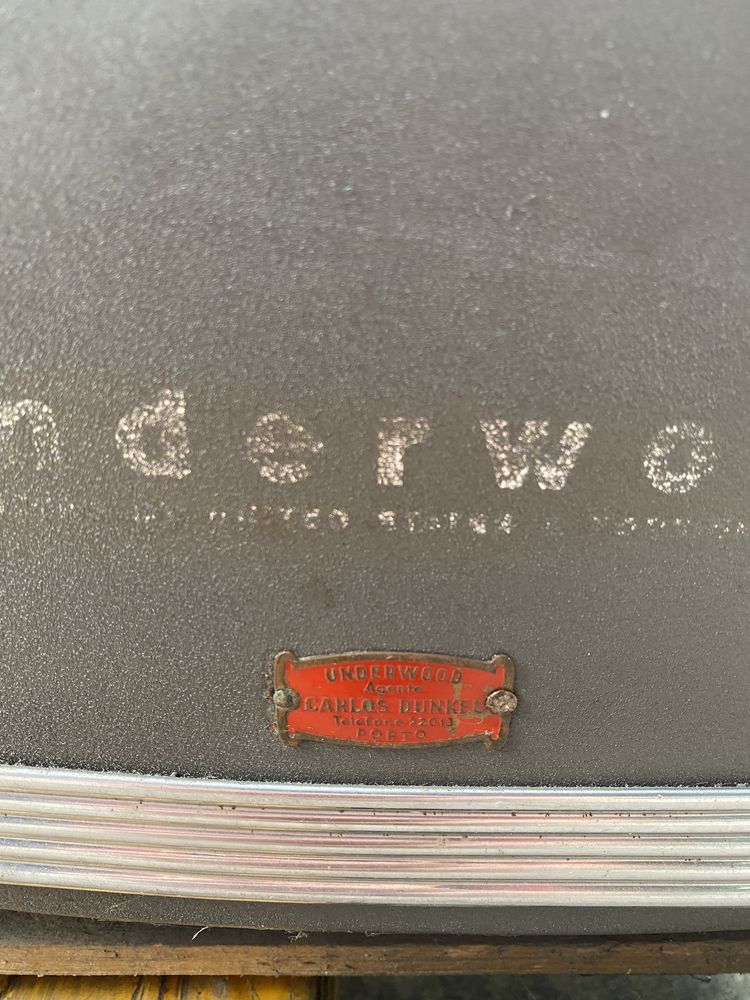 nderwo
UNDERWOOD
Agente
CARLOS DUNKEL
Telefone 22013
PORTO